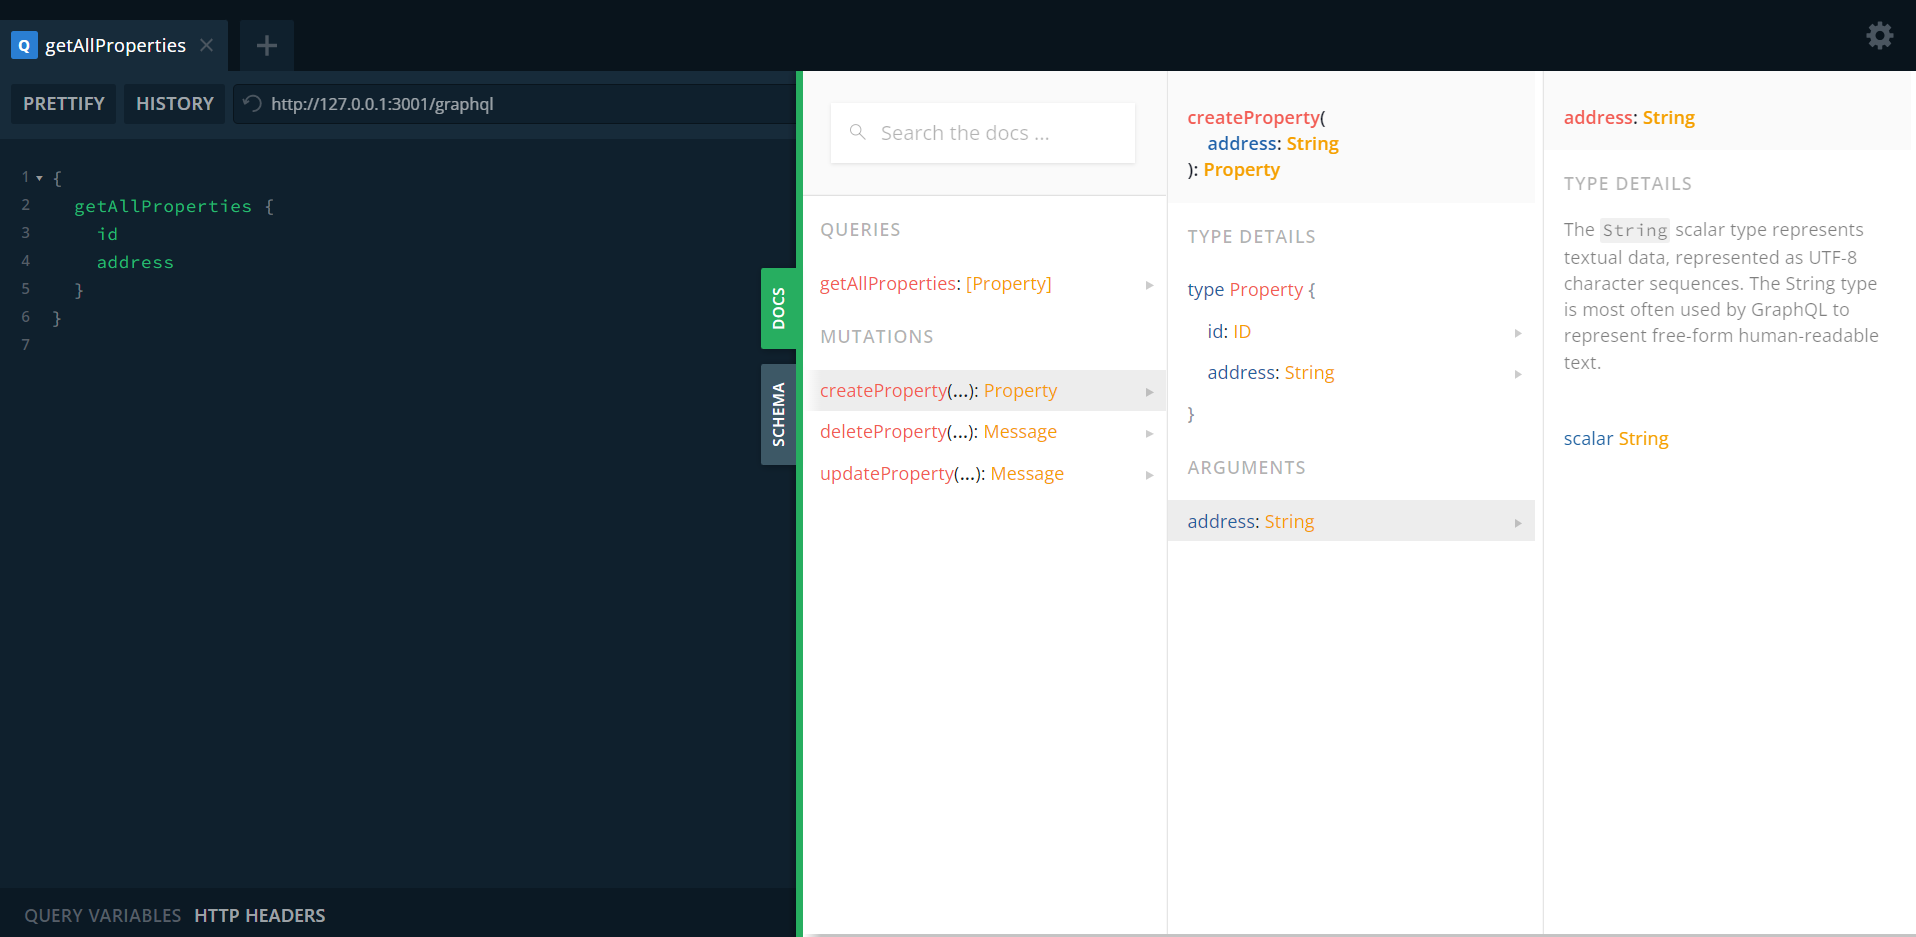 Q getAllProperties
PRETTIFY HISTORY http://127.0.0.1:3001/graphql
1 {
2 getAllProperties {
3 id
4 address
5 }
6 }
7
QUERY VARIABLES HTTP HEADERS
DOCS
SCHEMA
Search the docs ...
QUERIES
getAllProperties: [Property]
MUTATIONS
createProperty(...): Property
deleteProperty(...): Message
updateProperty(...): Message
createProperty(
address: String
): Property
TYPE DETAILS
type Property {
id: ID
address: String
}
ARGUMENTS
address: String
address: String
TYPE DETAILS
The String scalar type represents
textual data, represented as UTF-8
character sequences. The String type
is most often used by GraphQL to
represent free-form human-readable
text.
scalar String